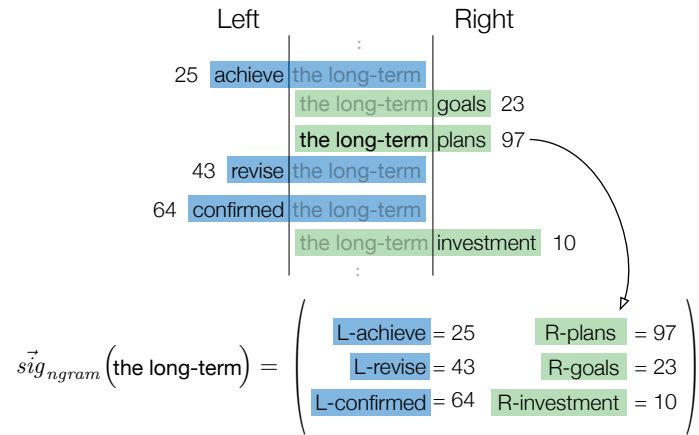 Left Right
:
25 achieve the long-term
the long-term goals 23
the long-term plans 97
43 revise the long-term
64 confirmed the long-term
the long-term investment 10
:
L-achieve = 25 R-plans = 97
sig⃗_ngram (the long-term) = L-revise = 43 R-goals = 23
L-confirmed = 64 R-investment = 10